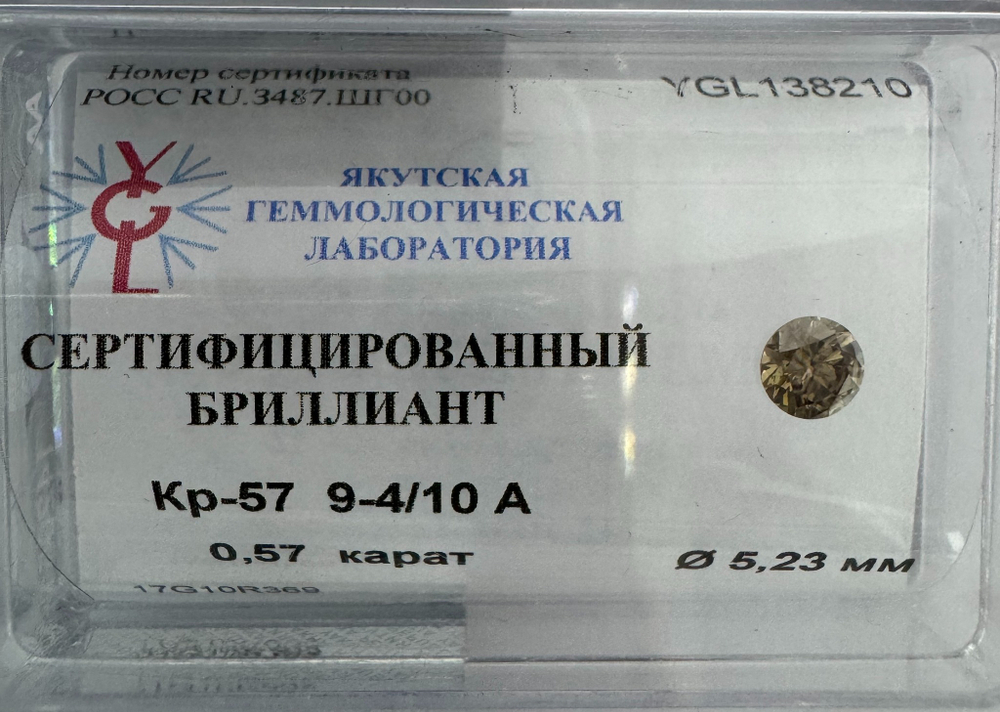 Номер сертификата
РОСС RU.3487.ШГ00
YGL138210
YGL
ЯКУТСКАЯ
ГЕММОЛОГИЧЕСКАЯ
ЛАБОРАТОРИЯ
СЕРТИФИЦИРОВАННЫЙ
БРИЛЛИАНТ
Кр-57 9-4/10 А
0,57 карат
Ø 5,23 мм
17G10R369